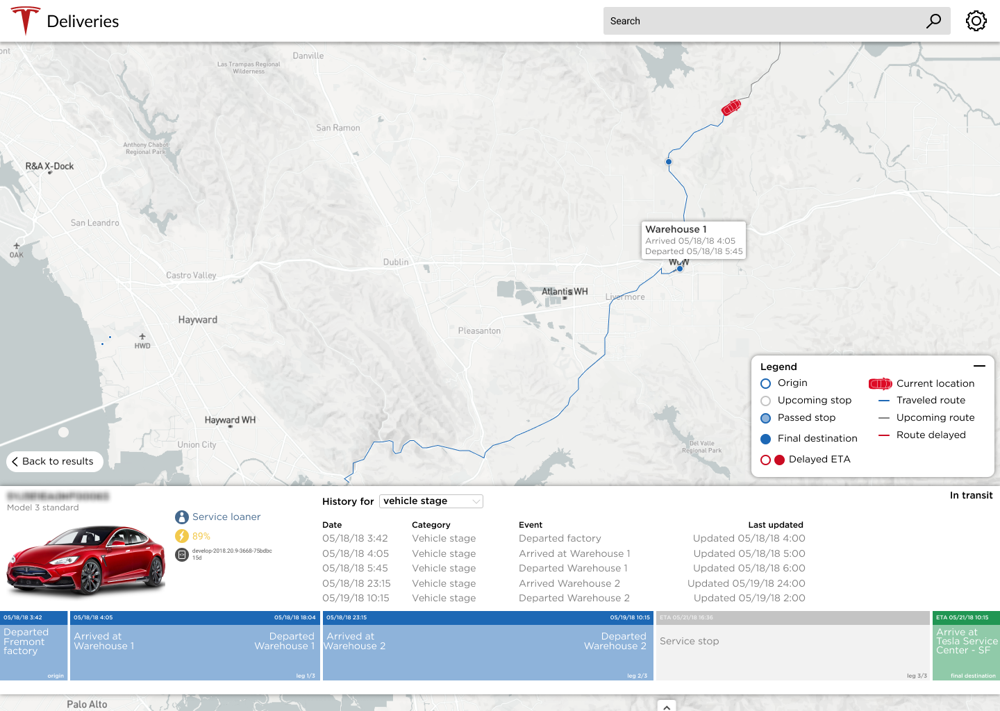 Deliveries
Search
ont
Danville
Las Trampas Regional
Wilderness
San Ramon
Anthony Chabot
Regional Park
R&A X-Dock
San Leandro
OAK
Warehouse 1
Arrived 05/18/18 4:05
Departed 05/18/18 5:45
WoW
Dublin
Castro Valley
Atlantis WH
Livermore
Hayward
Pleasanton
HWD
Hayward WH
Union City
Del Valle
Regional Park
Legend
Origin
Current location
Upcoming stop
Traveled route
Passed stop
Upcoming route
Final destination
Route delayed
Delayed ETA
Back to results
Model 3 standard
Service loaner
89%
develop-2018.20.9-3668-75bdbc
15d
History for
vehicle stage
In transit
Date Category Event Last updated
05/18/18 3:42 Vehicle stage Departed factory Updated 05/18/18 4:00
05/18/18 4:05 Vehicle stage Arrived at Warehouse 1 Updated 05/18/18 5:00
05/18/18 5:45 Vehicle stage Departed Warehouse 1 Updated 05/18/18 6:00
05/18/18 23:15 Vehicle stage Arrived Warehouse 2 Updated 05/19/18 24:00
05/19/18 10:15 Vehicle stage Departed Warehouse 2 Updated 05/19/18 2:00
05/18/18 3:42
Departed
Fremont
factory
origin
05/18/18 4:05
05/18/18 18:04
Arrived at
Warehouse 1
Departed
Warehouse 1
leg 1/3
05/18/18 23:15
05/19/18 10:15
Arrived at
Warehouse 2
Departed
Warehouse 2
leg 2/3
ETA 05/21/18 16:36
Service stop
leg 3/3
ETA 05/21/18 10:15
Arrive at
Tesla Service
Center - SF
final destination
Palo Alto